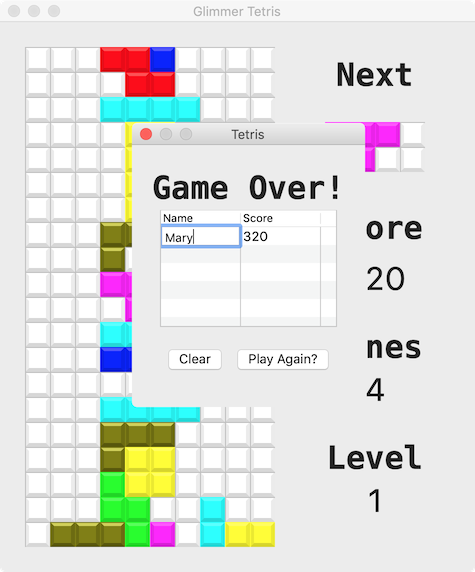 Glimmer Tetris
Next
Tetris
Game Over!
Name Score
Mary 320
Clear Play Again?
ore
20
nes
4
Level
1